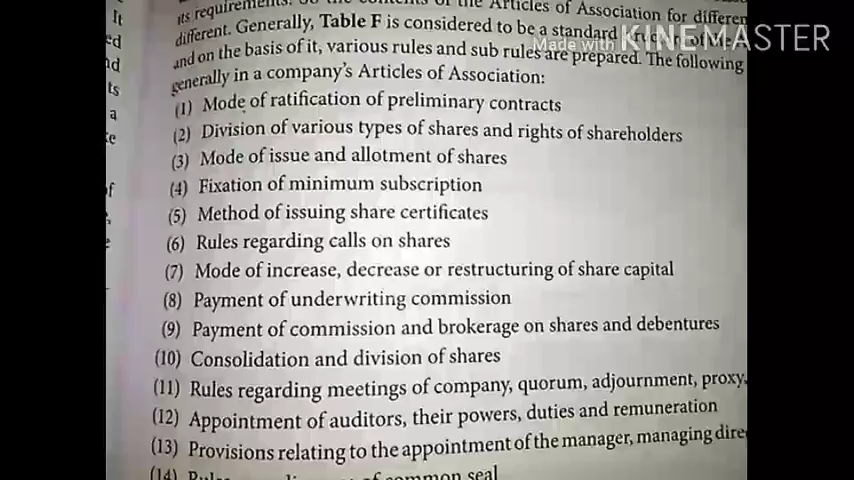 It
ed
nd
ts
a
of
its requirements. So the contents of the Articles of Association for differen
different. Generally, Table F is considered to be a standard
Made with KINEMASTER
and on the basis of it, various rules and sub rules are prepared. The following
generally in a company's Articles of Association:
(1) Mode of ratification of preliminary contracts
(2) Division of various types of shares and rights of shareholders
(3) Mode of issue and allotment of shares
(4) Fixation of minimum subscription
(5) Method of issuing share certificates
(6) Rules regarding calls on shares
(7) Mode of increase, decrease or restructuring of share capital
(8) Payment of underwriting commission
(9) Payment of commission and brokerage on shares and debentures
(10) Consolidation and division of shares
(11) Rules regarding meetings of company, quorum, adjournment, proxy,
(12) Appointment of auditors, their powers, duties and remuneration
(13) Provisions relating to the appointment of the manager, managing dire
(14) of common seal